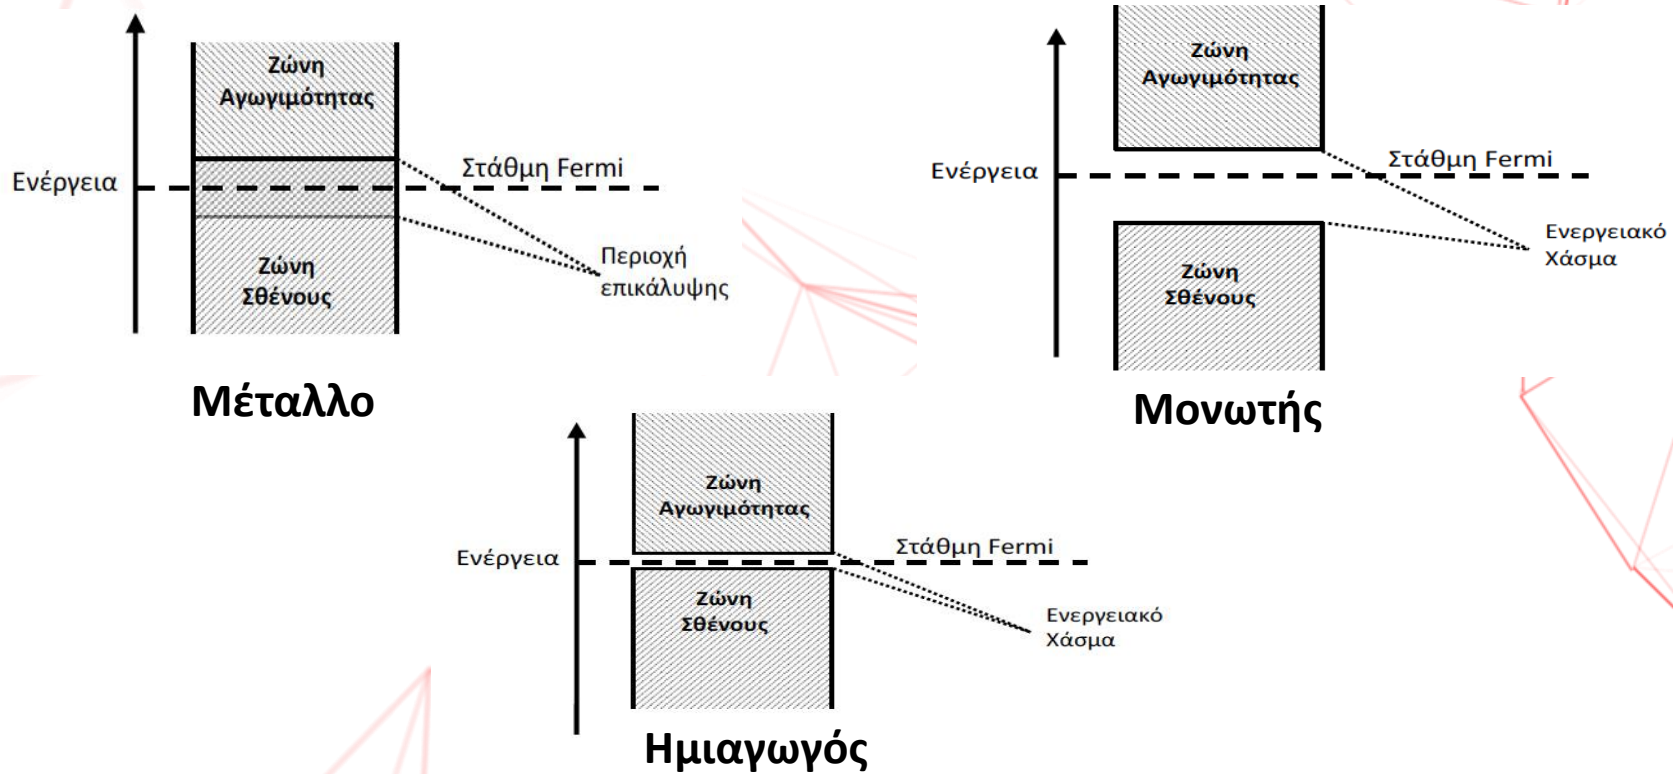 Ζώνη
Αγωγιμότητας
Στάθμη Fermi
Ενέργεια
Ζώνη
Σθένους
Περιοχή
επικάλυψης
Μέταλλο
Ζώνη
Αγωγιμότητας
Στάθμη Fermi
Ενέργεια
Ενεργειακό
Χάσμα
Ζώνη
Σθένους
Μονωτής
Ζώνη
Αγωγιμότητας
Στάθμη Fermi
Ενέργεια
Ζώνη
Σθένους
Ενεργειακό
Χάσμα
Ημιαγωγός